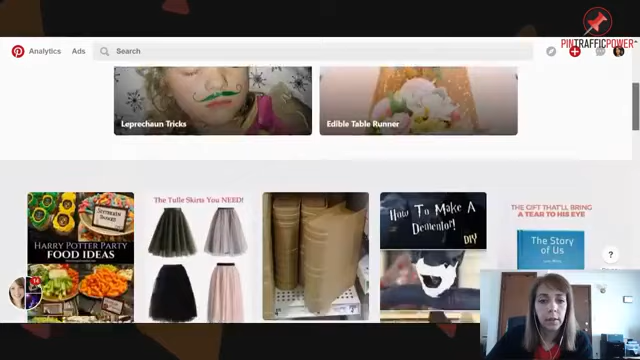 PINTRAFFICPOWER
Analytics
Ads
Search
Leprechaun Tricks
Edible Table Runner
HARRY POTTER PARTY
FOOD IDEAS
The Tulle Skirts You NEED!
How To Make A
Dementor!
DIY
THE GIFT THAT'LL BRING
A TEAR TO HIS EYE
The Story
of Us
?
14